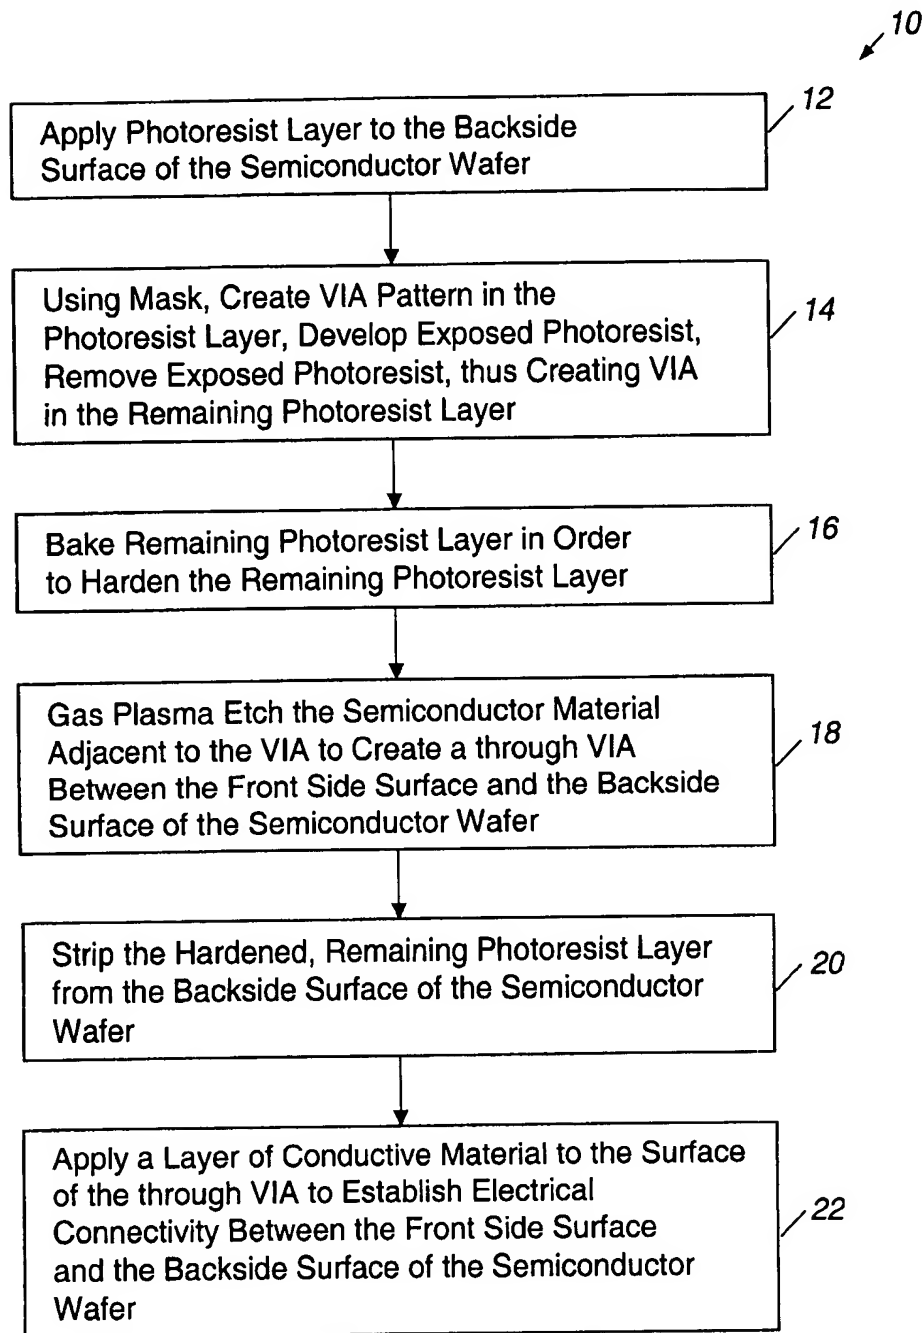 10
12
Apply Photoresist Layer to the Backside
Surface of the Semiconductor Wafer
Using Mask, Create VIA Pattern in the
Photoresist Layer, Develop Exposed Photoresist,
Remove Exposed Photoresist, thus Creating VIA
in the Remaining Photoresist Layer
14
Bake Remaining Photoresist Layer in Order
to Harden the Remaining Photoresist Layer
16
Gas Plasma Etch the Semiconductor Material
Adjacent to the VIA to Create a through VIA
Between the Front Side Surface and the Backside
Surface of the Semiconductor Wafer
18
Strip the Hardened, Remaining Photoresist Layer
from the Backside Surface of the Semiconductor
Wafer
20
Apply a Layer of Conductive Material to the Surface
of the through VIA to Establish Electrical
Connectivity Between the Front Side Surface
and the Backside Surface of the Semiconductor
Wafer
22